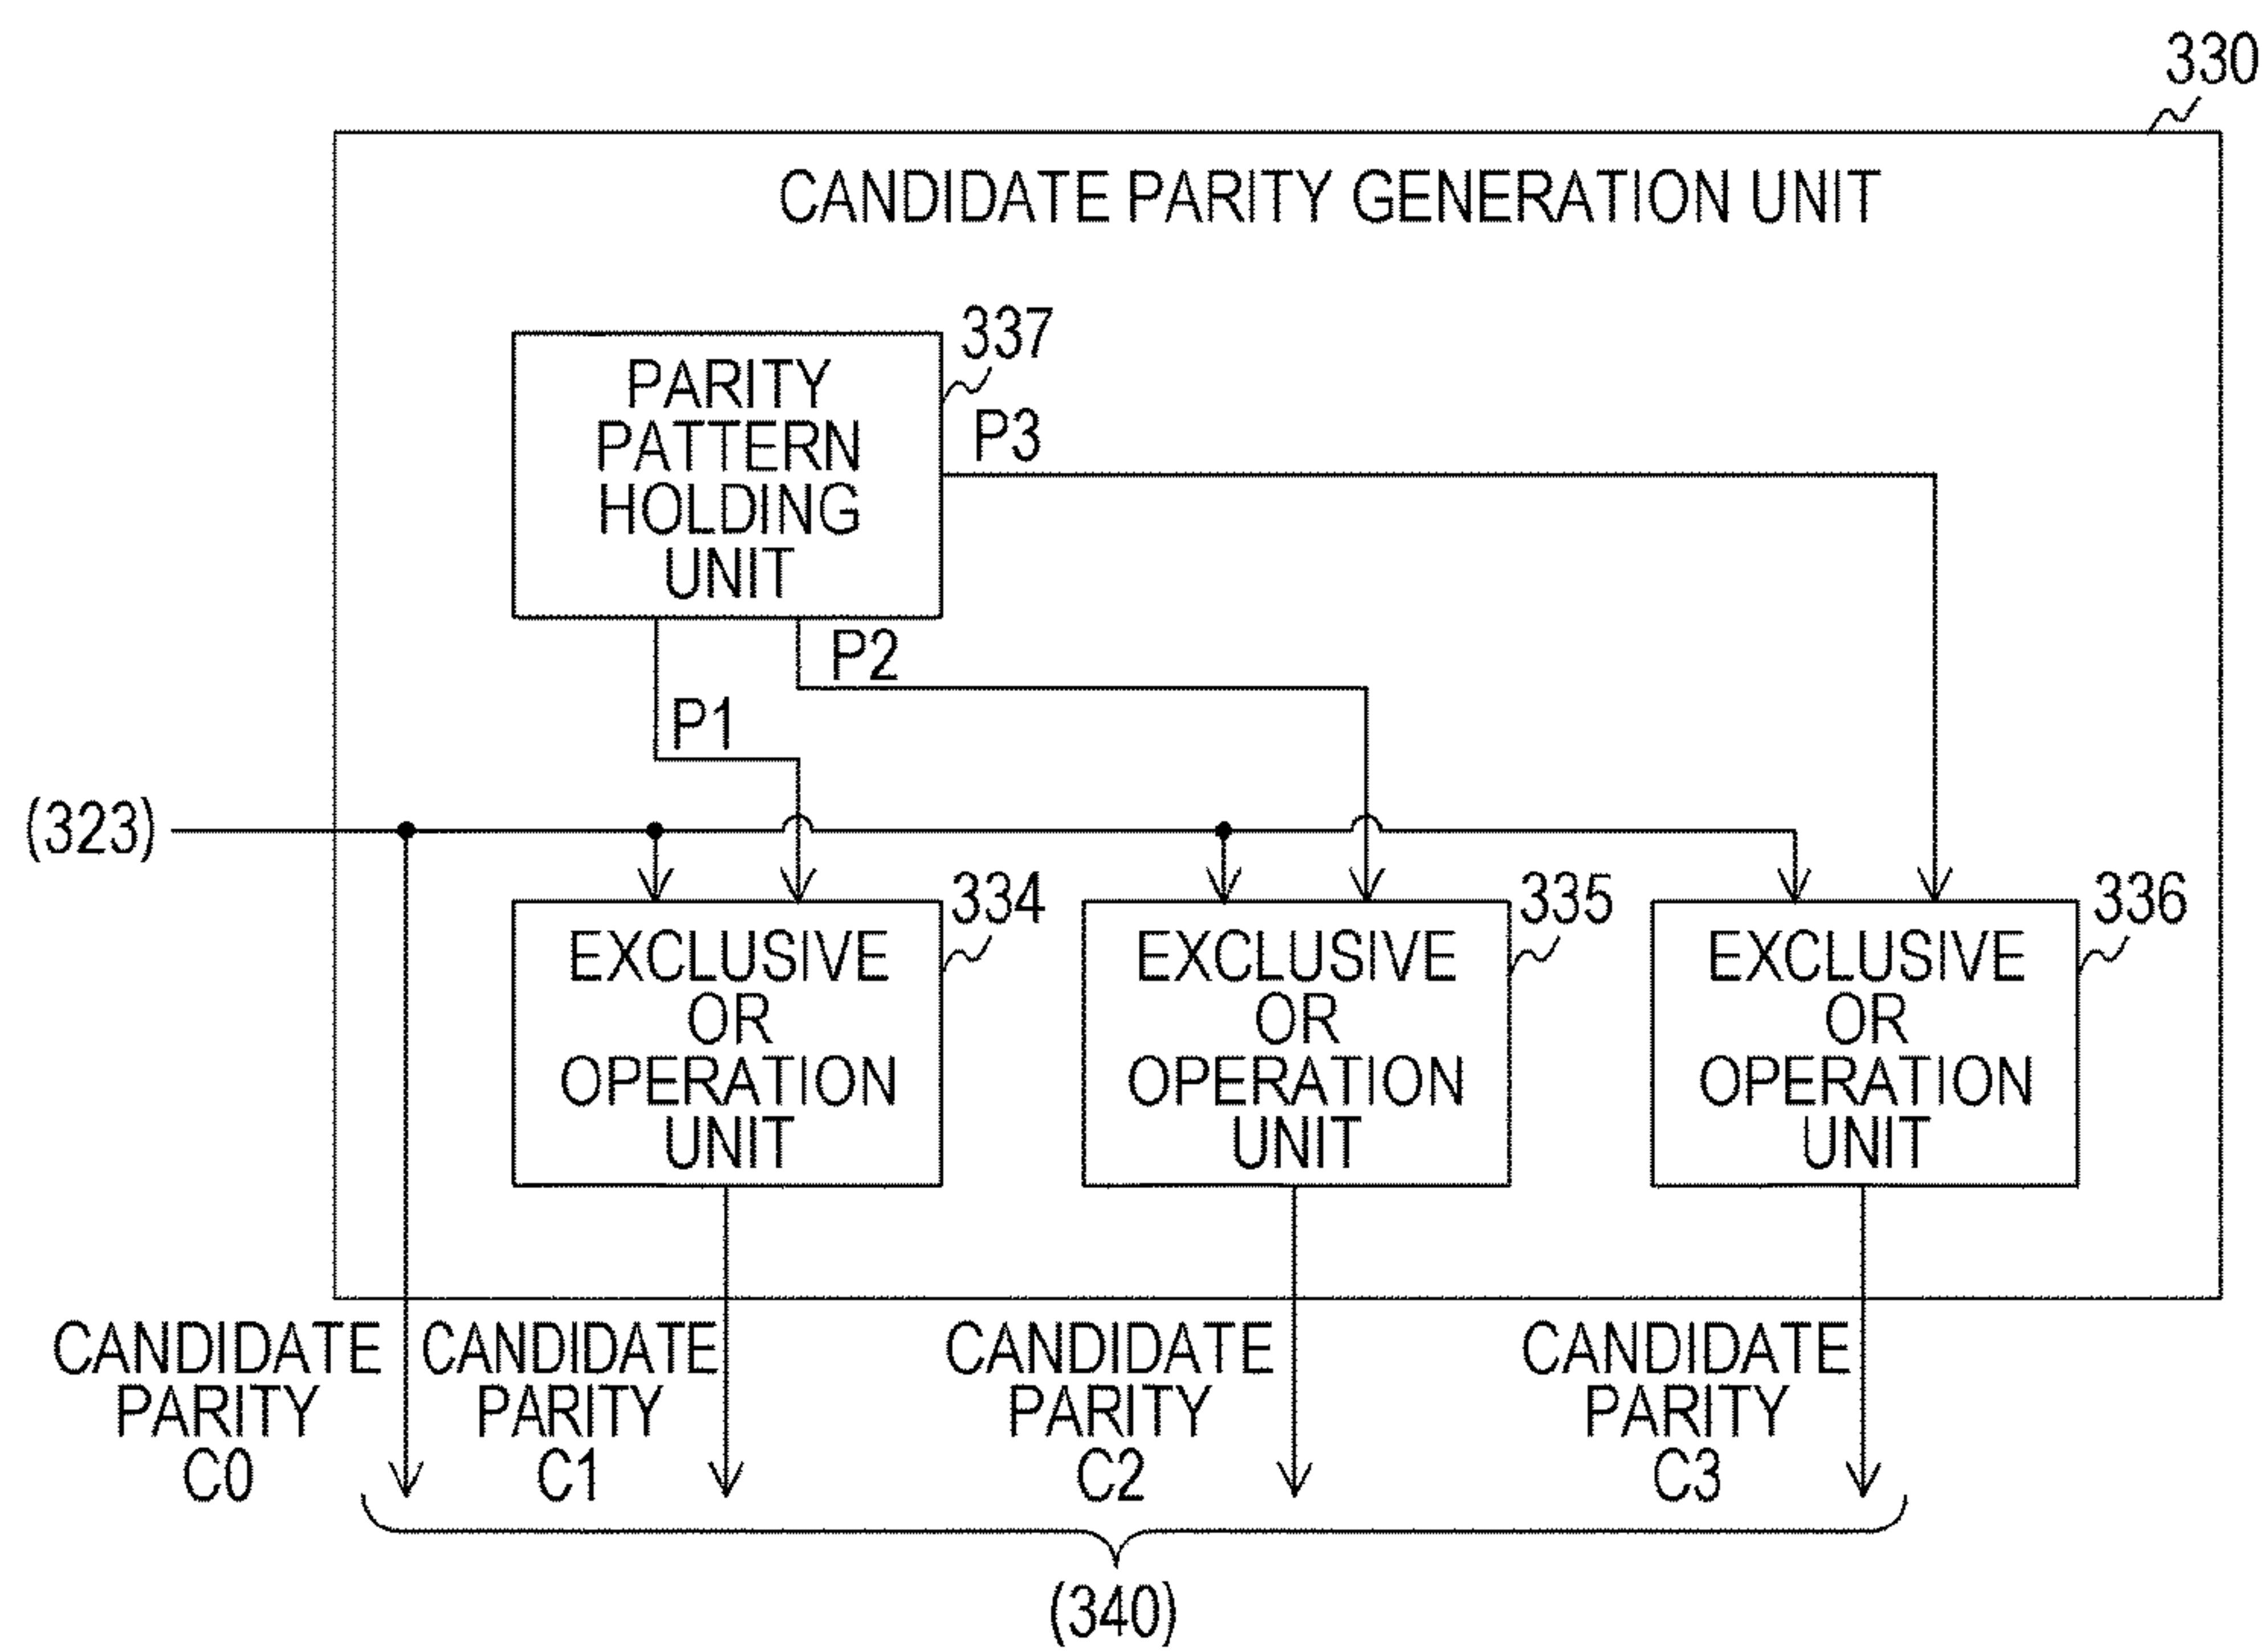 330
CANDIDATE PARITY GENERATION UNIT
337
PARITY
PATTERN
HOLDING
UNIT
P3
P2
P1
(323)
334
EXCLUSIVE
OR
OPERATION
UNIT
335
EXCLUSIVE
OR
OPERATION
UNIT
336
EXCLUSIVE
OR
OPERATION
UNIT
CANDIDATE
PARITY
C0
CANDIDATE
PARITY
C1
CANDIDATE
PARITY
C2
CANDIDATE
PARITY
C3
(340)